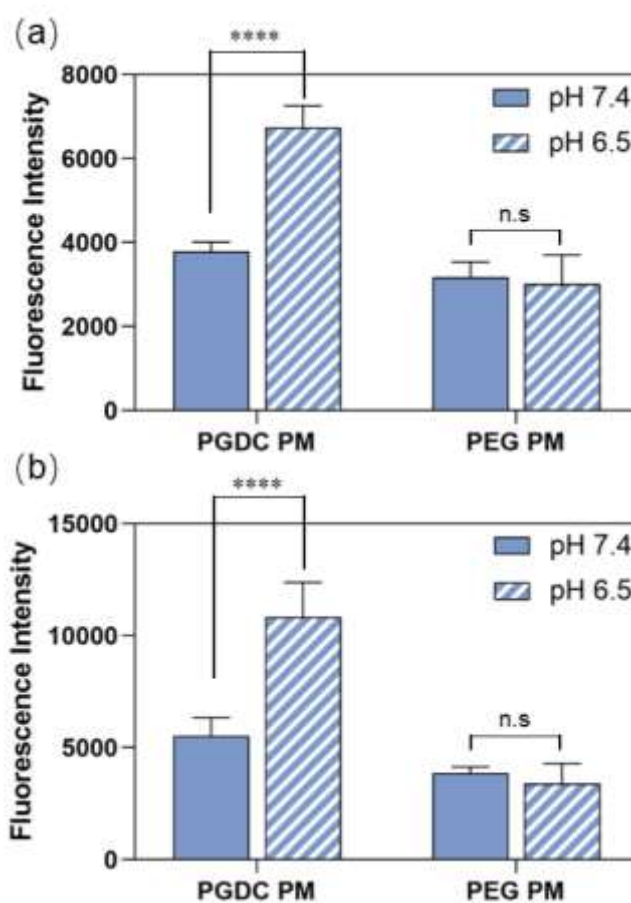 (a)
****
8000
pH 7.4
6000
pH 6.5
n.s
4000
2000
0
Fluorescence Intensity
PGDC PM
PEG PM
(b)
****
15000
pH 7.4
pH 6.5
10000
n.s
5000
0
Fluorescence Intensity
PGDC PM
PEG PM